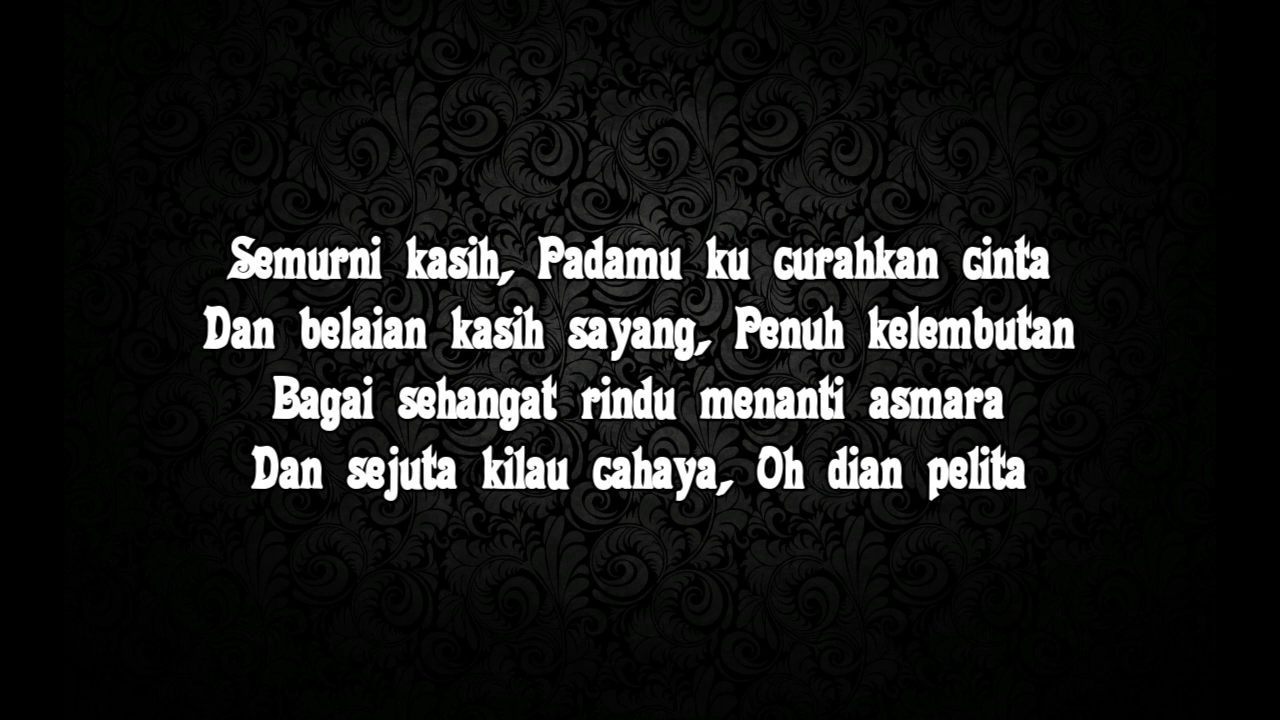 Semurni kasih, Padamu ku curahkan cinta
Dan belaian kasih sayang, Penuh kelembutan
Bagai sehangat rindu menanti asmara
Dan sejuta kilau cahaya, Oh dian pelita